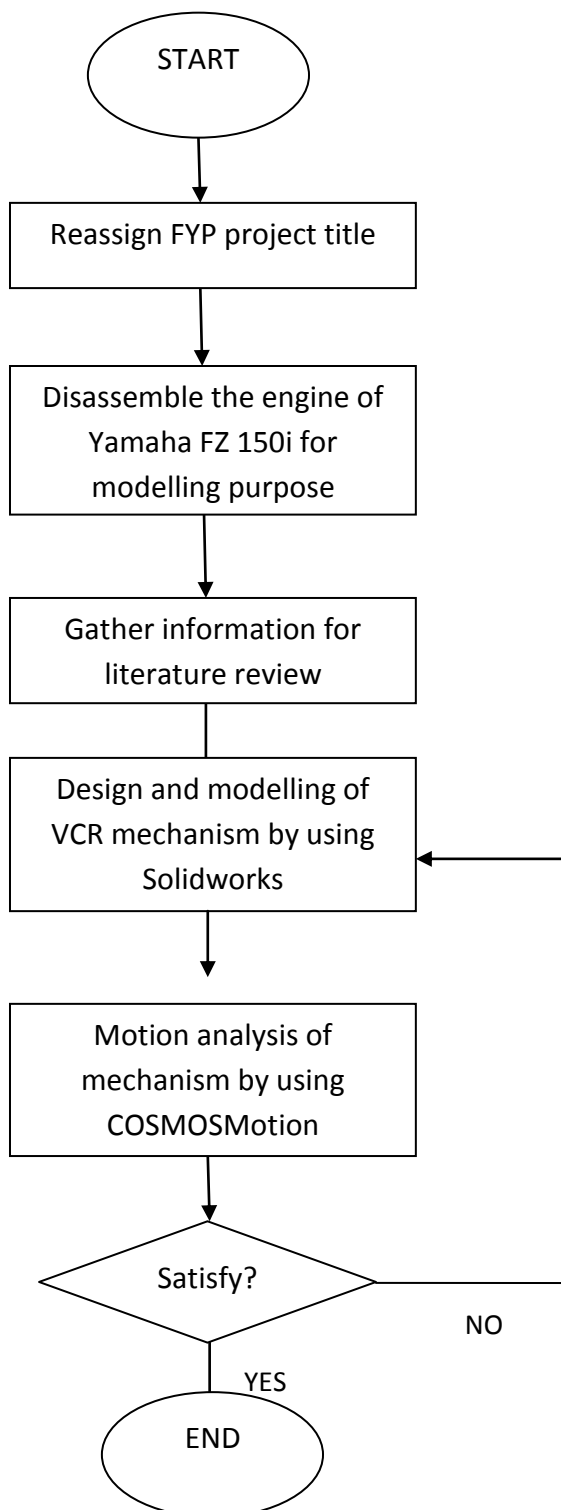 START
Reassign FYP project title
Disassemble the engine of
Yamaha FZ 150i for
modelling purpose
Gather information for
literature review
Design and modelling of
VCR mechanism by using
Solidworks
Motion analysis of
mechanism by using
COSMOSMotion
Satisfy?
NO
YES
END